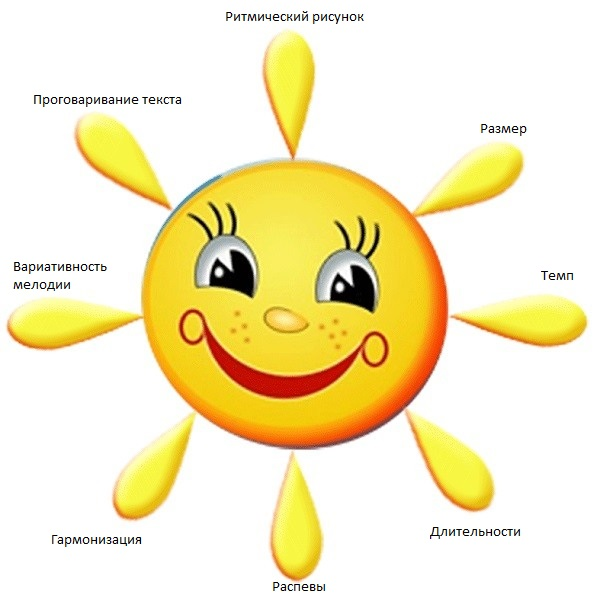 Ритмический рисунок
Проговаривание текста
Размер
Вариативность
мелодии
Темп
Гармонизация
Длительности
Распевы